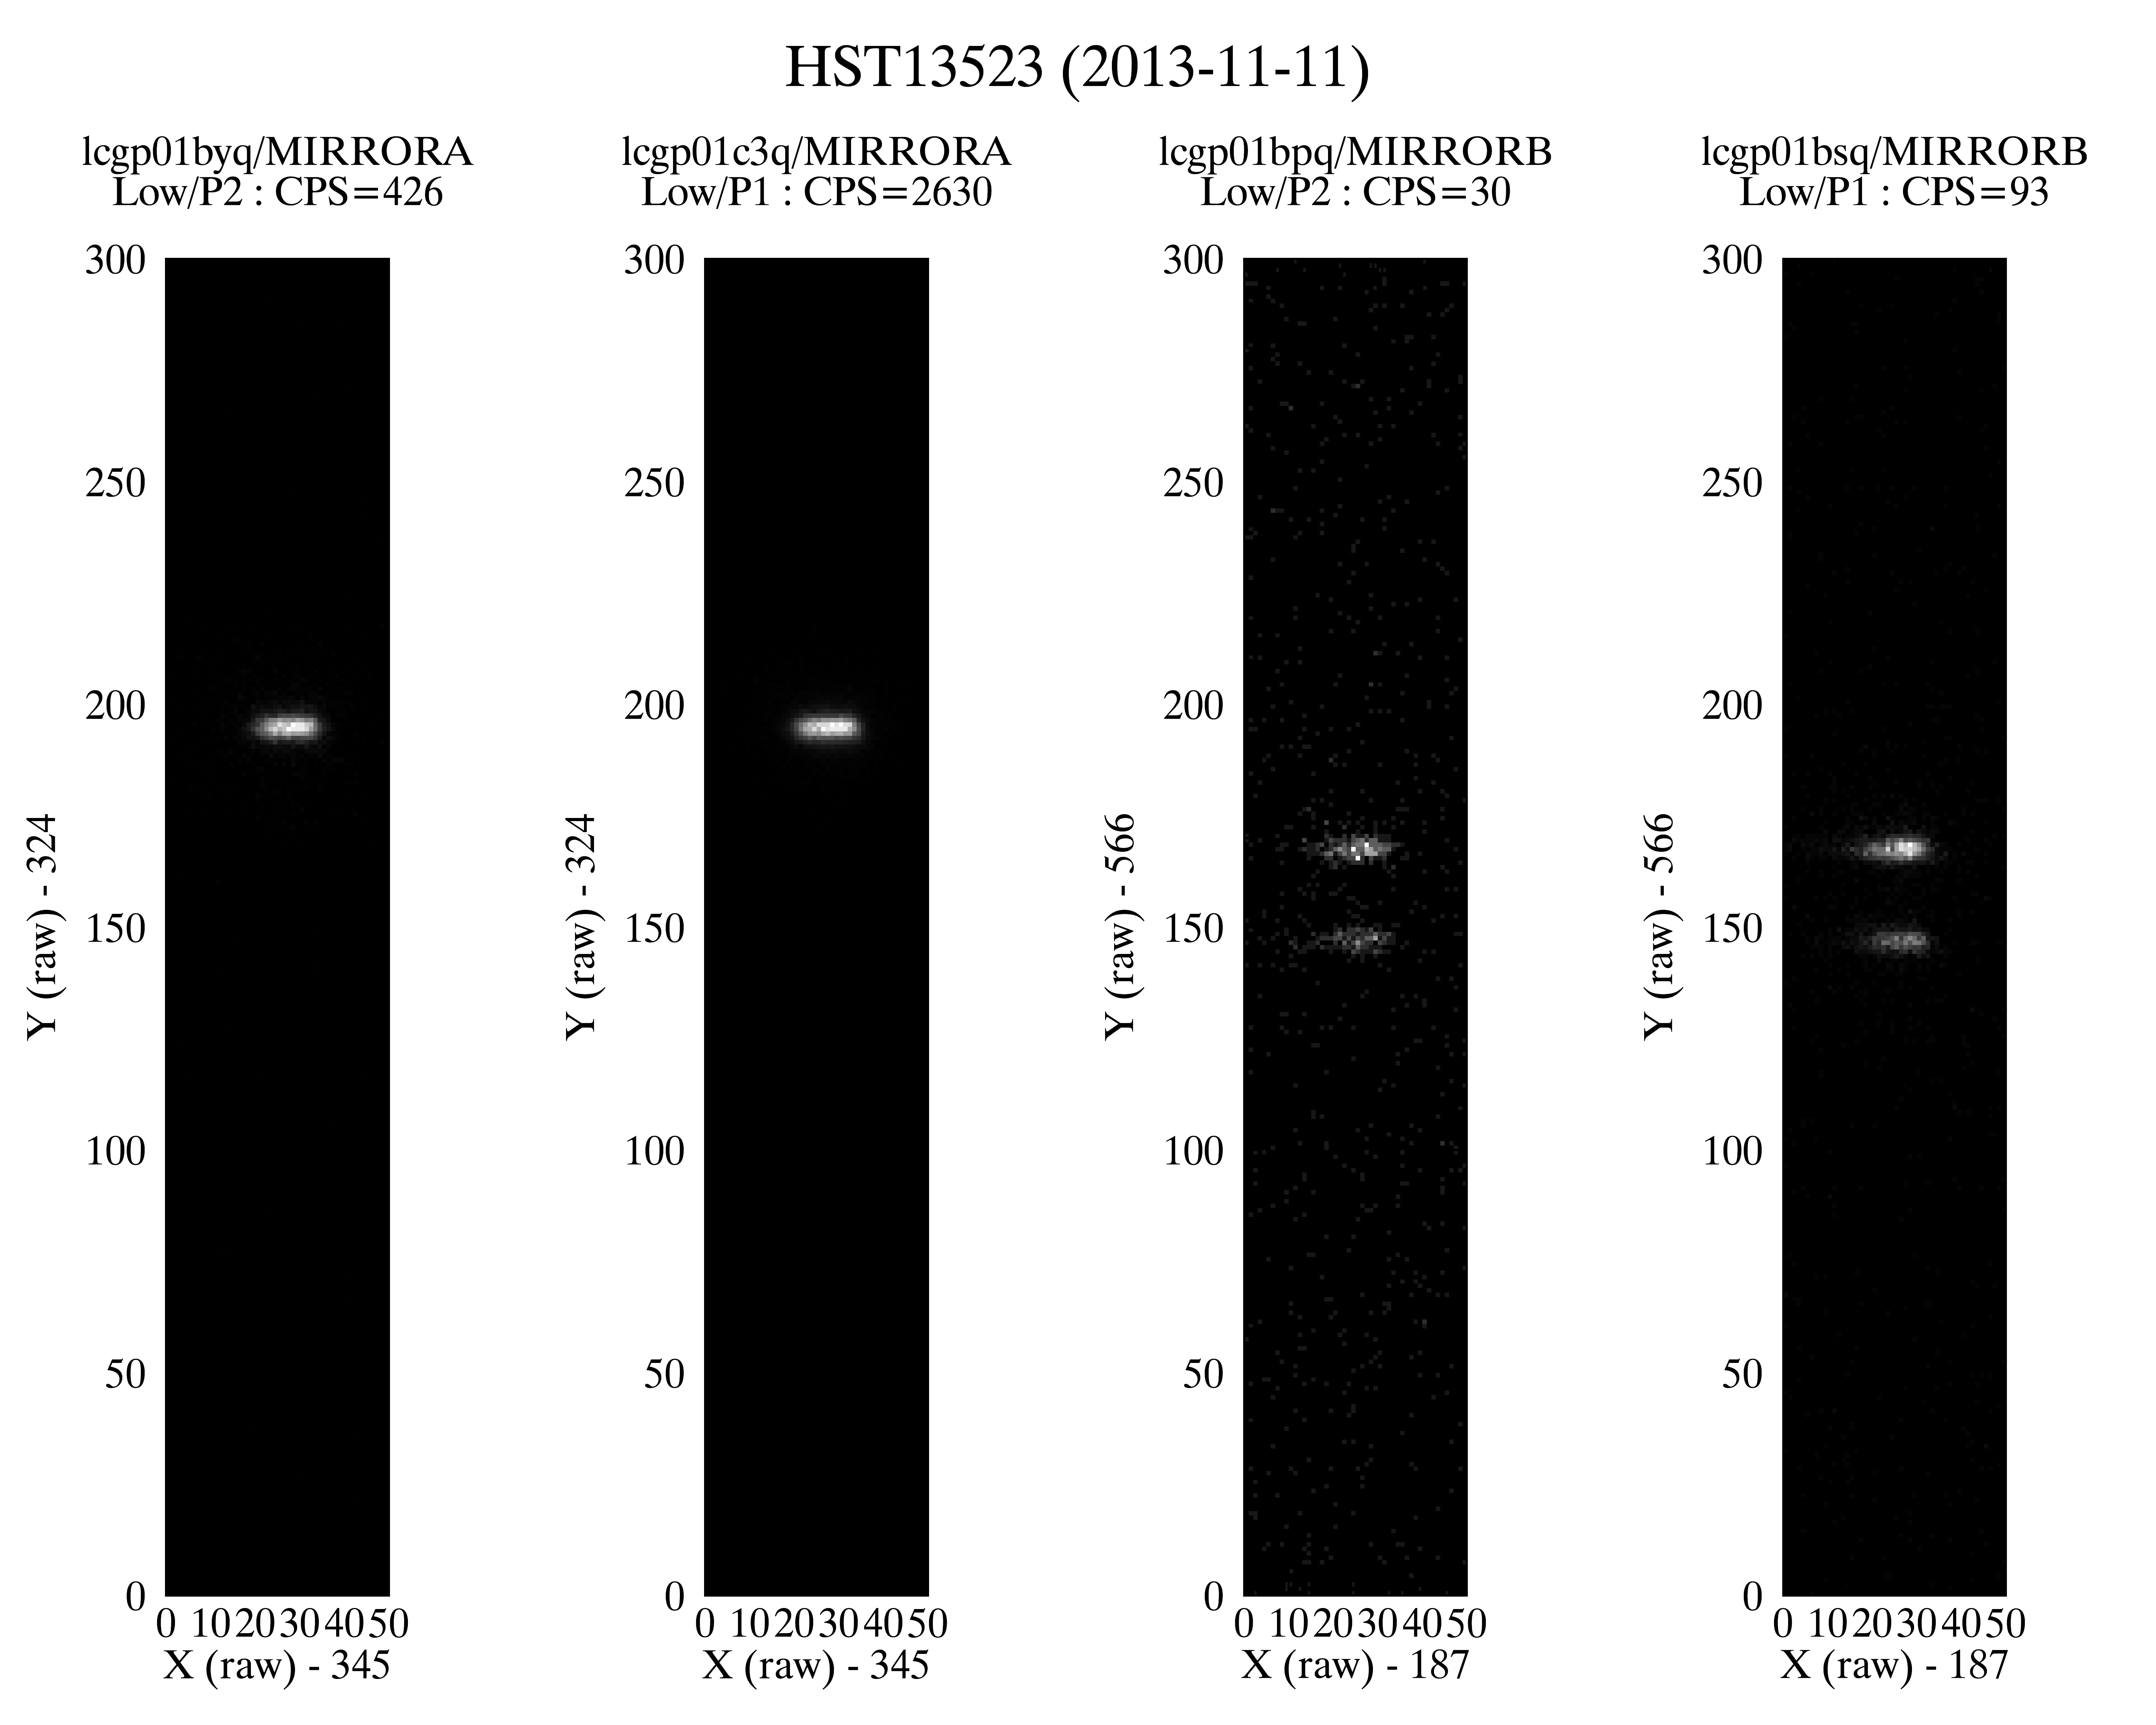 HST13523 (2013-11-11)
lcgp01byq/MIRRORA
Low/P2 : CPS=426
300
250
200
150
100
50
0
Y (raw) - 324
0 10 20 30 40 50
X (raw) - 345
lcgp01c3q/MIRRORA
Low/P1 : CPS=2630
300
250
200
150
100
50
0
Y (raw) - 324
0 10 20 30 40 50
X (raw) - 345
lcgp01bpq/MIRRORB
Low/P2 : CPS=30
300
250
200
150
100
50
0
Y (raw) - 566
0 10 20 30 40 50
X (raw) - 187
lcgp01bsq/MIRRORB
Low/P1 : CPS=93
300
250
200
150
100
50
0
Y (raw) - 566
0 10 20 30 40 50
X (raw) - 187